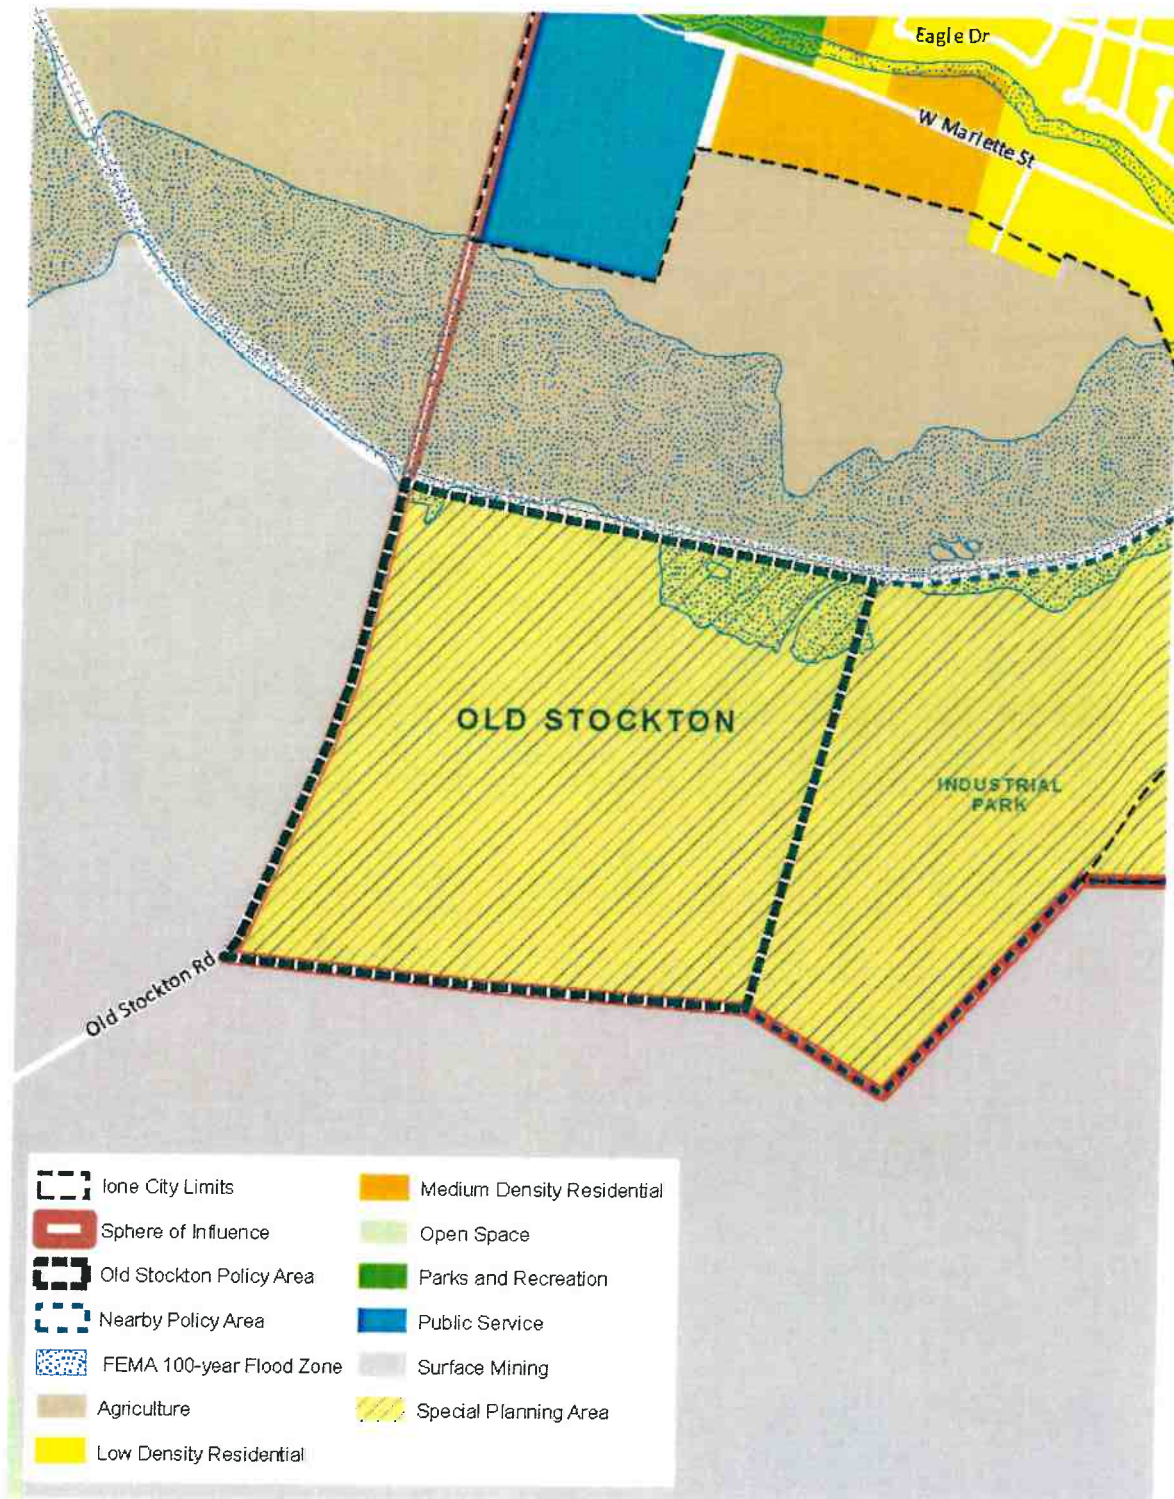 Eagle Dr
W Marlette St
OLD STOCKTON
INDUSTRIAL
PARK
Old Stockton Rd
Ione City Limits
Sphere of Influence
Old Stockton Policy Area
Nearby Policy Area
FEMA 100-year Flood Zone
Agriculture
Low Density Residential
Medium Density Residential
Open Space
Parks and Recreation
Public Service
Surface Mining
Special Planning Area